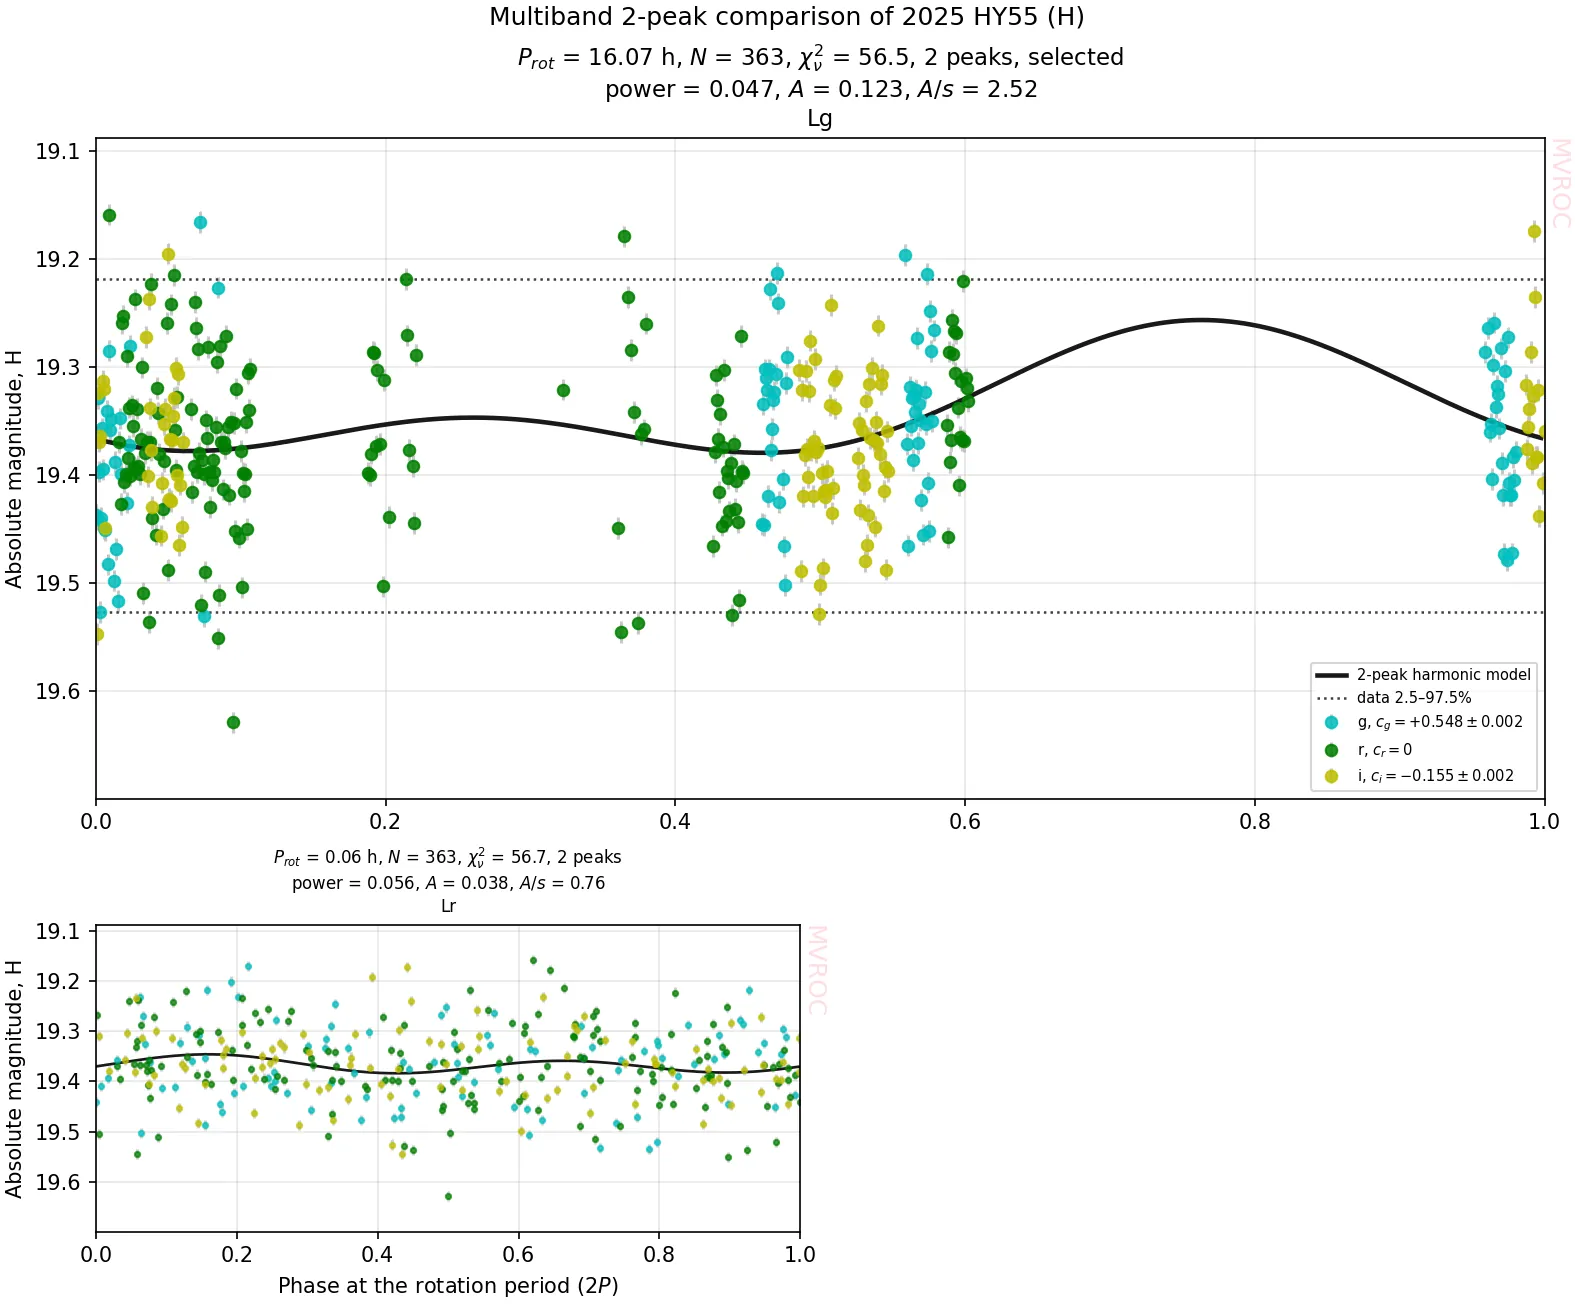 Multiband 2-peak comparison of 2025 HY55 (H)
P_rot = 16.07 h, N = 363, χ²_ν = 56.5, 2 peaks, selected
power = 0.047, A = 0.123, A/s = 2.52
Lg
MVROC
19.1
19.2
19.3
19.4
19.5
19.6
Absolute magnitude, H
2-peak harmonic model
data 2.5–97.5%
g, c_g = +0.548 ± 0.002
r, c_r = 0
i, c_i = −0.155 ± 0.002
0.0 0.2 0.4 0.6 0.8 1.0
P_rot = 0.06 h, N = 363, χ²_ν = 56.7, 2 peaks
power = 0.056, A = 0.038, A/s = 0.76
Lr
MVROC
19.1
19.2
19.3
19.4
19.5
19.6
Absolute magnitude, H
0.0 0.2 0.4 0.6 0.8 1.0
Phase at the rotation period (2P)